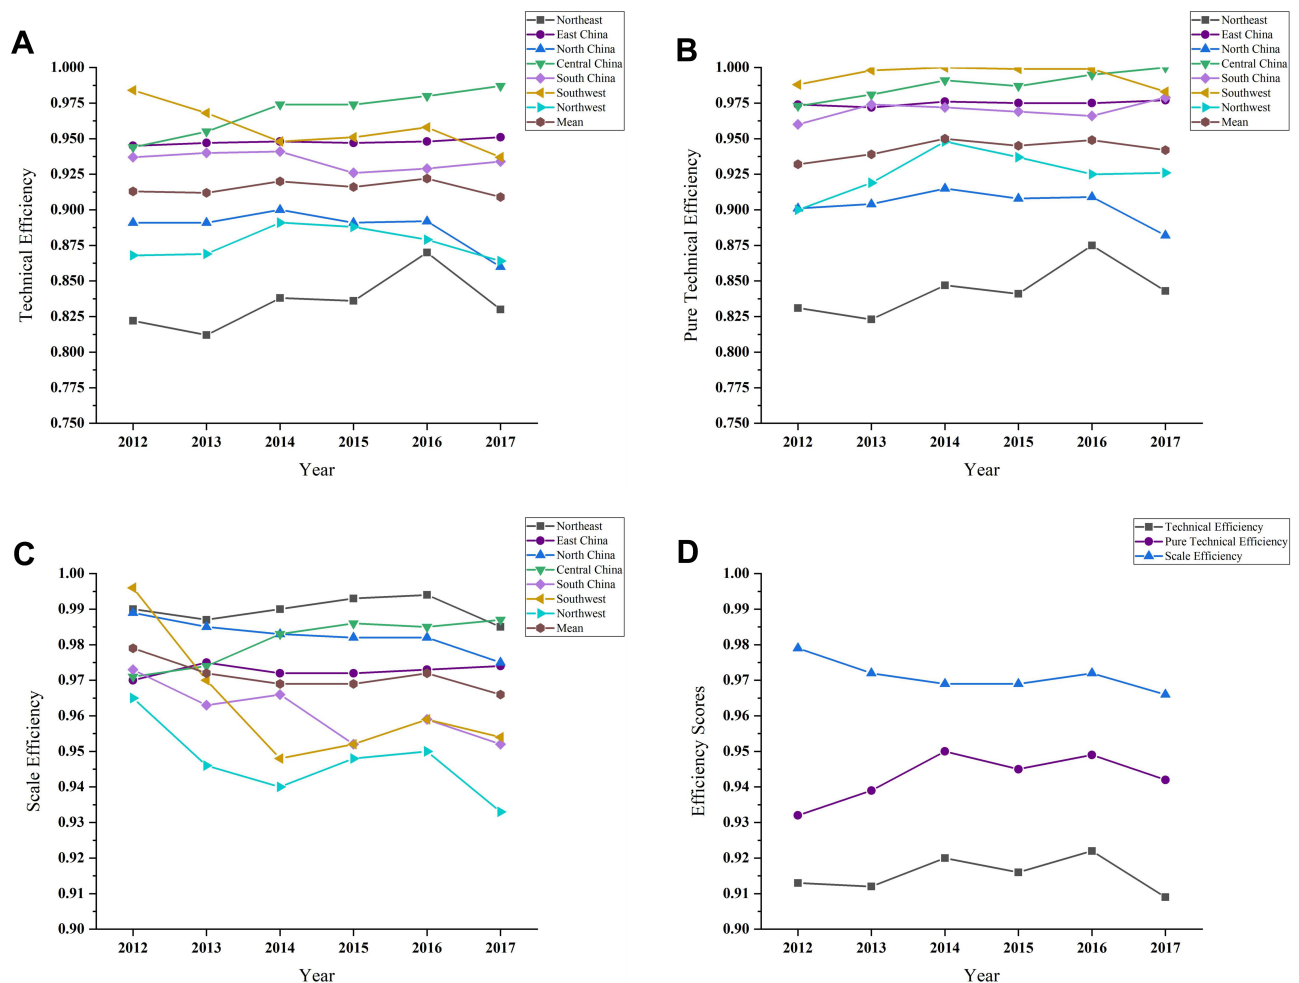 A
Northeast
East China
North China
Central China
South China
Southwest
Northwest
Mean
1.000
0.975
0.950
0.925
0.900
0.875
0.850
0.825
0.800
0.775
0.750
Technical Efficiency
2012 2013 2014 2015 2016 2017
Year
B
Northeast
East China
North China
Central China
South China
Southwest
Northwest
Mean
1.000
0.975
0.950
0.925
0.900
0.875
0.850
0.825
0.800
0.775
0.750
Pure Technical Efficiency
2012 2013 2014 2015 2016 2017
Year
C
Northeast
East China
North China
Central China
South China
Southwest
Northwest
Mean
1.00
0.99
0.98
0.97
0.96
0.95
0.94
0.93
0.92
0.91
0.90
Scale Efficiency
2012 2013 2014 2015 2016 2017
Year
D
Technical Efficiency
Pure Technical Efficiency
Scale Efficiency
1.00
0.99
0.98
0.97
0.96
0.95
0.94
0.93
0.92
0.91
0.90
Efficiency Scores
2012 2013 2014 2015 2016 2017
Year